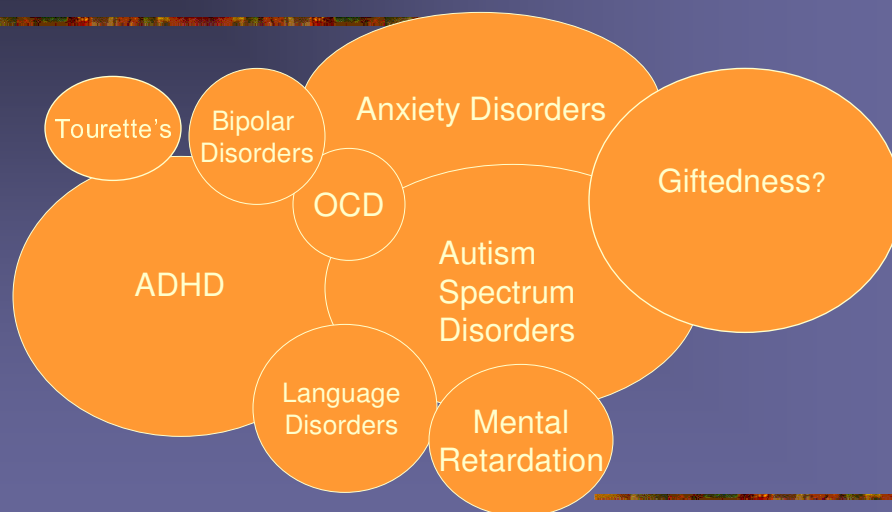 Tourette's
Bipolar
Disorders
Anxiety Disorders
Giftedness?
OCD
ADHD
Autism
Spectrum
Disorders
Language
Disorders
Mental
Retardation